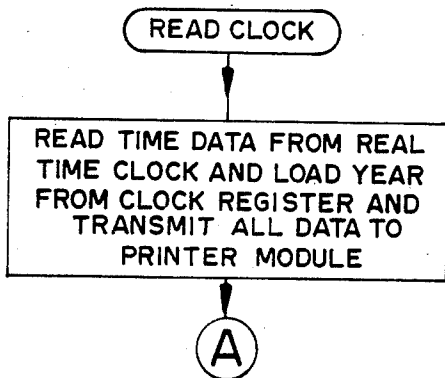 READ CLOCK
READ TIME DATA FROM REAL
TIME CLOCK AND LOAD YEAR
FROM CLOCK REGISTER AND
TRANSMIT ALL DATA TO
PRINTER MODULE
A